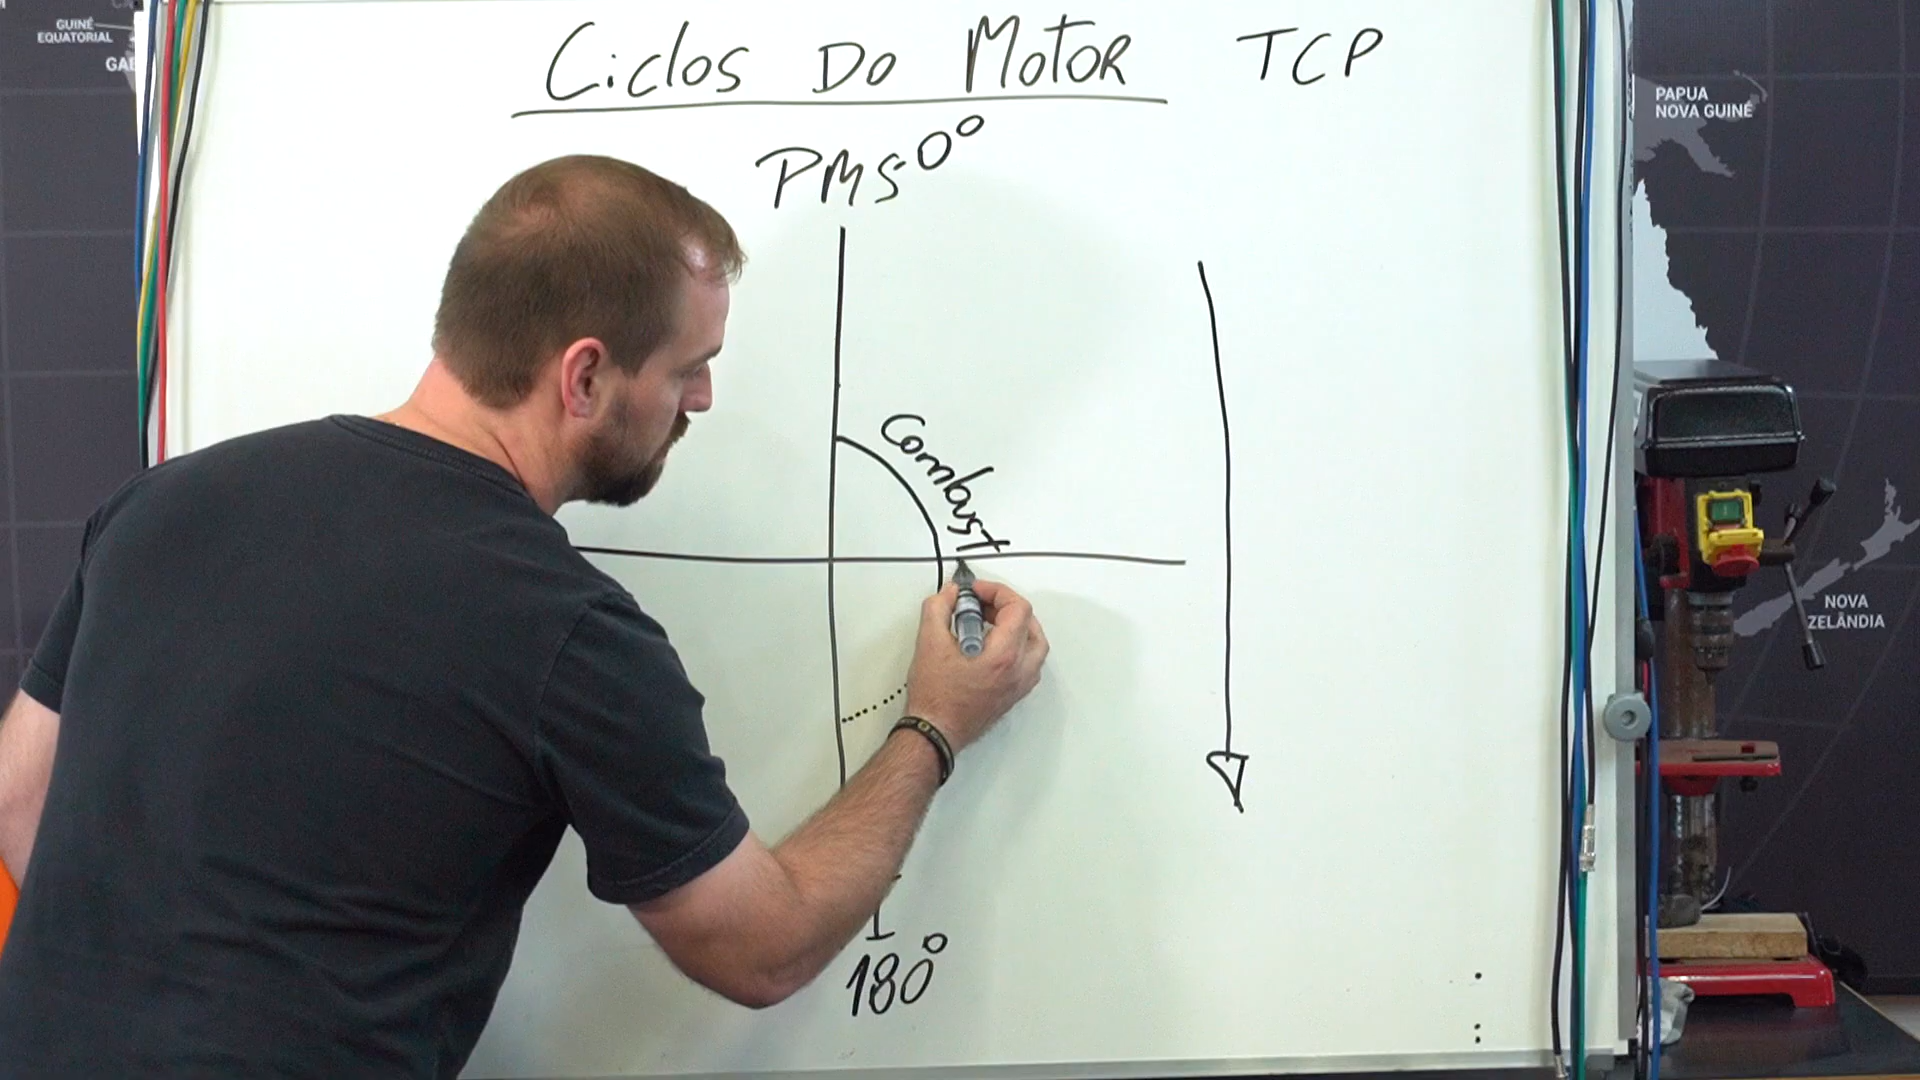 GUINÉ
EQUATORIAL
Ciclos Do Motor TCP
PMS 0°
PAPUA
NOVA GUINÉ
Combust
NOVA
ZELÂNDIA
I
180°